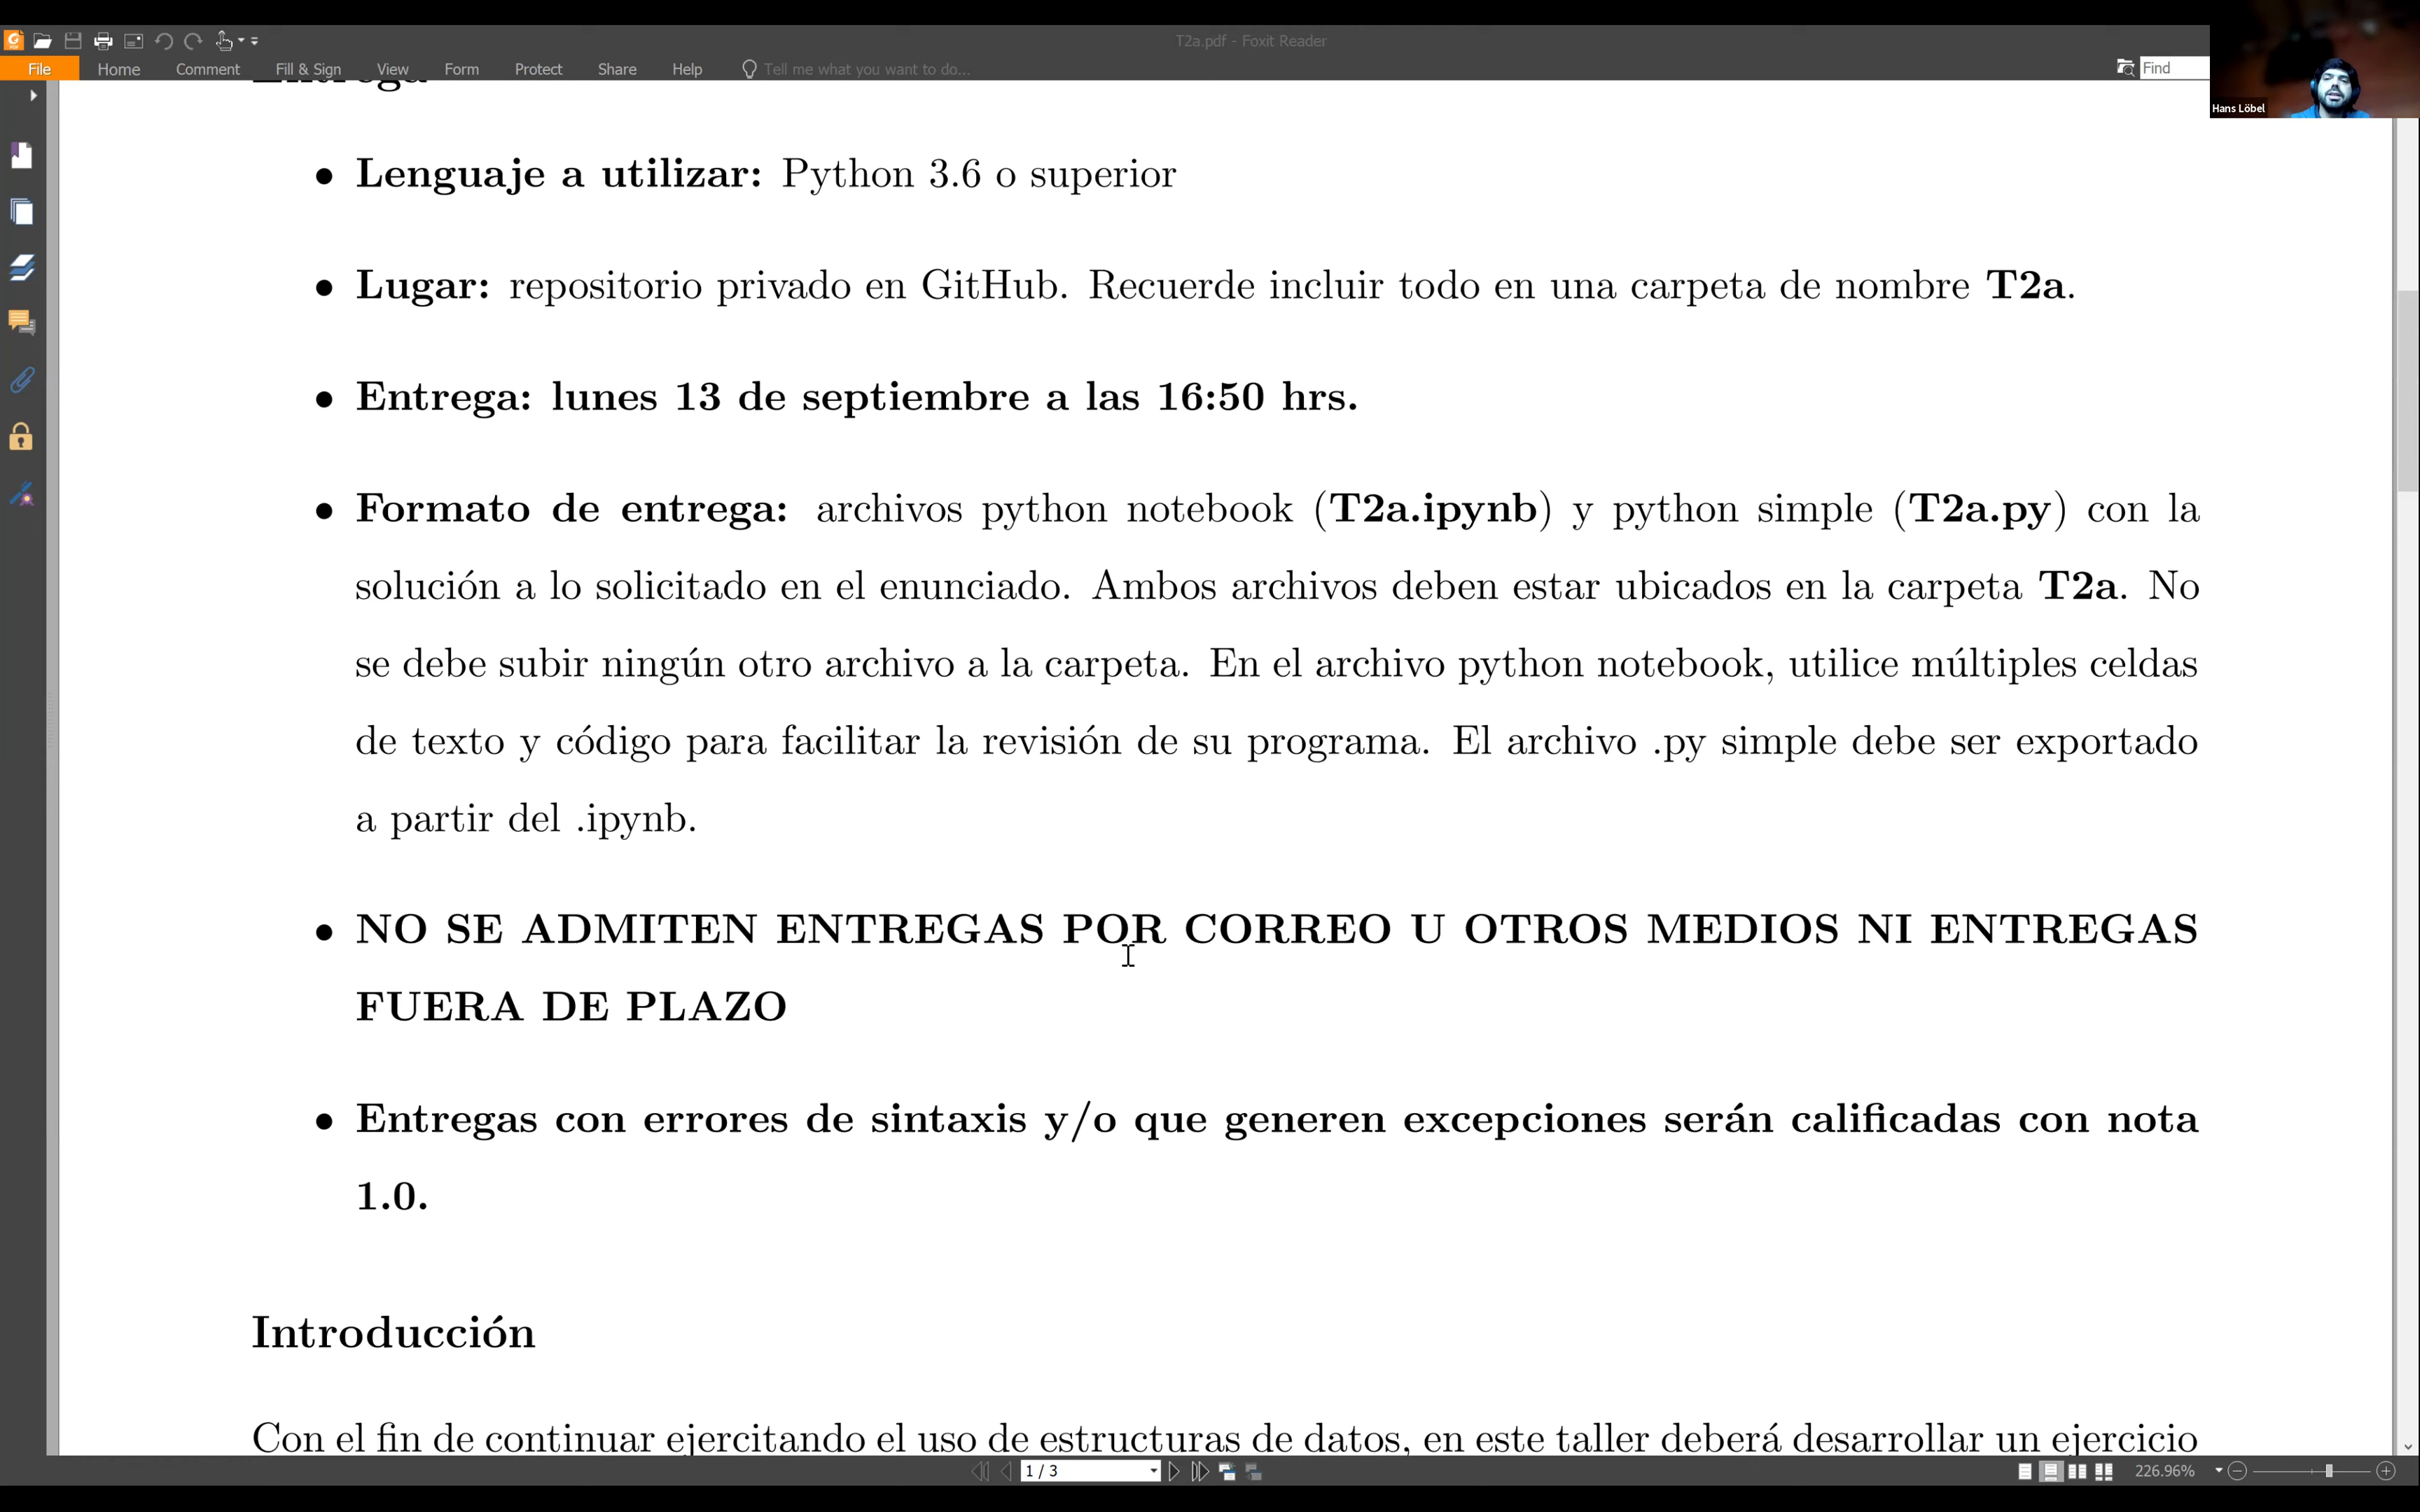 T2a.pdf - Foxit Reader
File Home Comment Fill & Sign View Form Protect Share Help Tell me what you want to do... Find
Hans Löbel
Entrega
• Lenguaje a utilizar: Python 3.6 o superior
• Lugar: repositorio privado en GitHub. Recuerde incluir todo en una carpeta de nombre T2a.
• Entrega: lunes 13 de septiembre a las 16:50 hrs.
• Formato de entrega: archivos python notebook (T2a.ipynb) y python simple (T2a.py) con la
solución a lo solicitado en el enunciado. Ambos archivos deben estar ubicados en la carpeta T2a. No
se debe subir ningún otro archivo a la carpeta. En el archivo python notebook, utilice múltiples celdas
de texto y código para facilitar la revisión de su programa. El archivo .py simple debe ser exportado
a partir del .ipynb.
• NO SE ADMITEN ENTREGAS POR CORREO U OTROS MEDIOS NI ENTREGAS
FUERA DE PLAZO
• Entregas con errores de sintaxis y/o que generen excepciones serán calificadas con nota
1.0.
Introducción
Con el fin de continuar ejercitando el uso de estructuras de datos, en este taller deberá desarrollar un ejercicio
1 / 3
226.96%